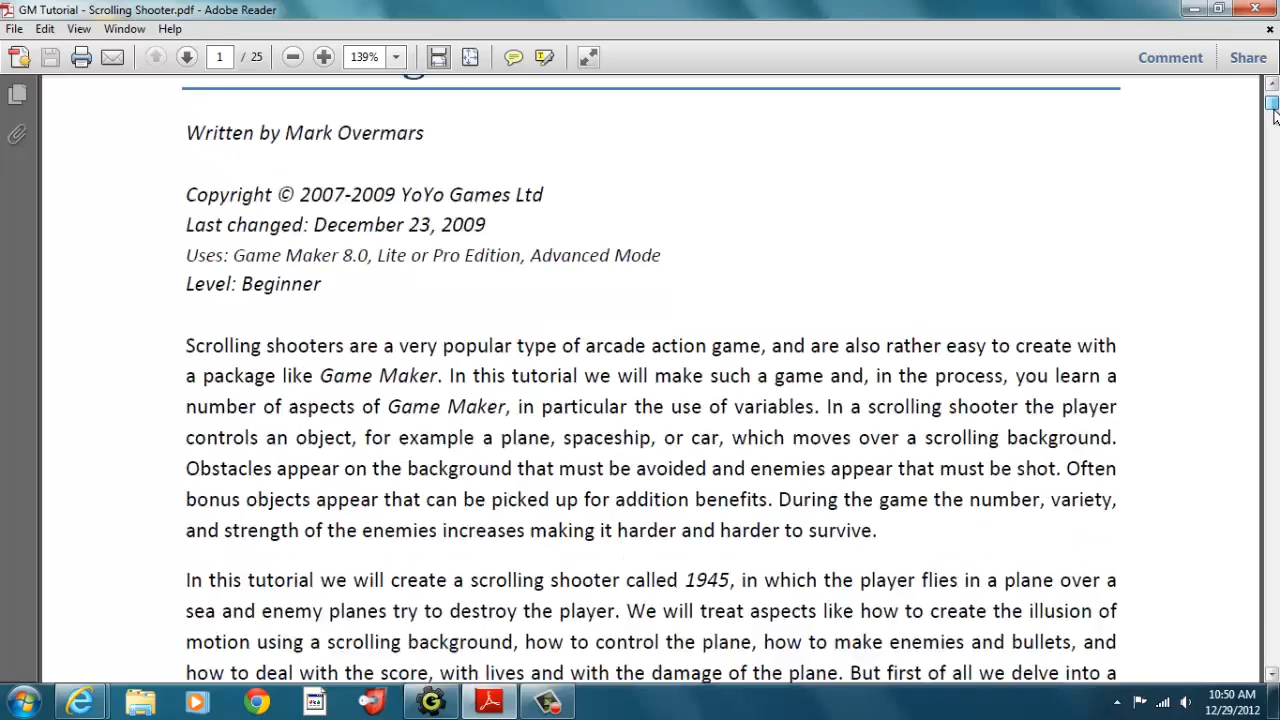 GM Tutorial - Scrolling Shooter.pdf - Adobe Reader
File Edit View Window Help
1 / 25 139% Comment Share
Written by Mark Overmars
Copyright © 2007-2009 YoYo Games Ltd
Last changed: December 23, 2009
Uses: Game Maker 8.0, Lite or Pro Edition, Advanced Mode
Level: Beginner
Scrolling shooters are a very popular type of arcade action game, and are also rather easy to create with
a package like Game Maker. In this tutorial we will make such a game and, in the process, you learn a
number of aspects of Game Maker, in particular the use of variables. In a scrolling shooter the player
controls an object, for example a plane, spaceship, or car, which moves over a scrolling background.
Obstacles appear on the background that must be avoided and enemies appear that must be shot. Often
bonus objects appear that can be picked up for addition benefits. During the game the number, variety,
and strength of the enemies increases making it harder and harder to survive.
In this tutorial we will create a scrolling shooter called 1945, in which the player flies in a plane over a
sea and enemy planes try to destroy the player. We will treat aspects like how to create the illusion of
motion using a scrolling background, how to control the plane, how to make enemies and bullets, and
how to deal with the score, with lives and with the damage of the plane. But first of all we delve into a
10:50 AM
12/29/2012